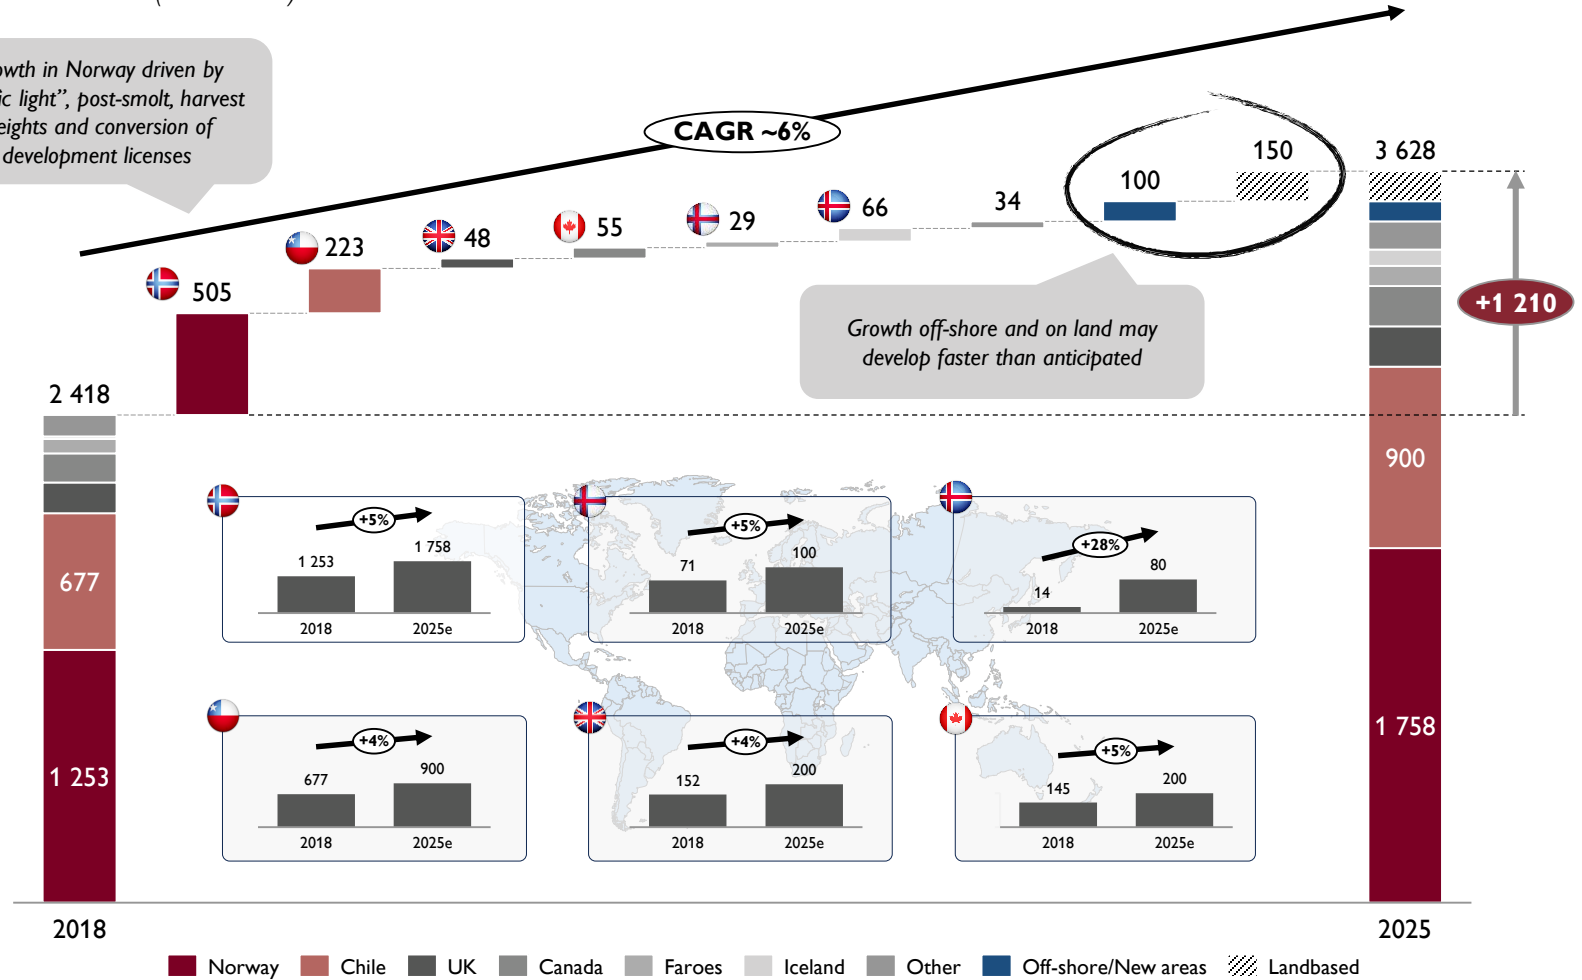 owth in Norway driven by
ic light”, post-smolt, harvest
eights and conversion of
development licenses
CAGR ~6%
505
223
48
55
29
66
34
100
150
3 628
+1 210
Growth off-shore and on land may
develop faster than anticipated
2 418
677
1 253
900
1 758
+5%
1 253
1 758
2018
2025e
+5%
71
100
2018
2025e
+28%
14
80
2018
2025e
+4%
677
900
2018
2025e
+4%
152
200
2018
2025e
+5%
145
200
2018
2025e
2018
2025
Norway
Chile
UK
Canada
Faroes
Iceland
Other
Off-shore/New areas
Landbased